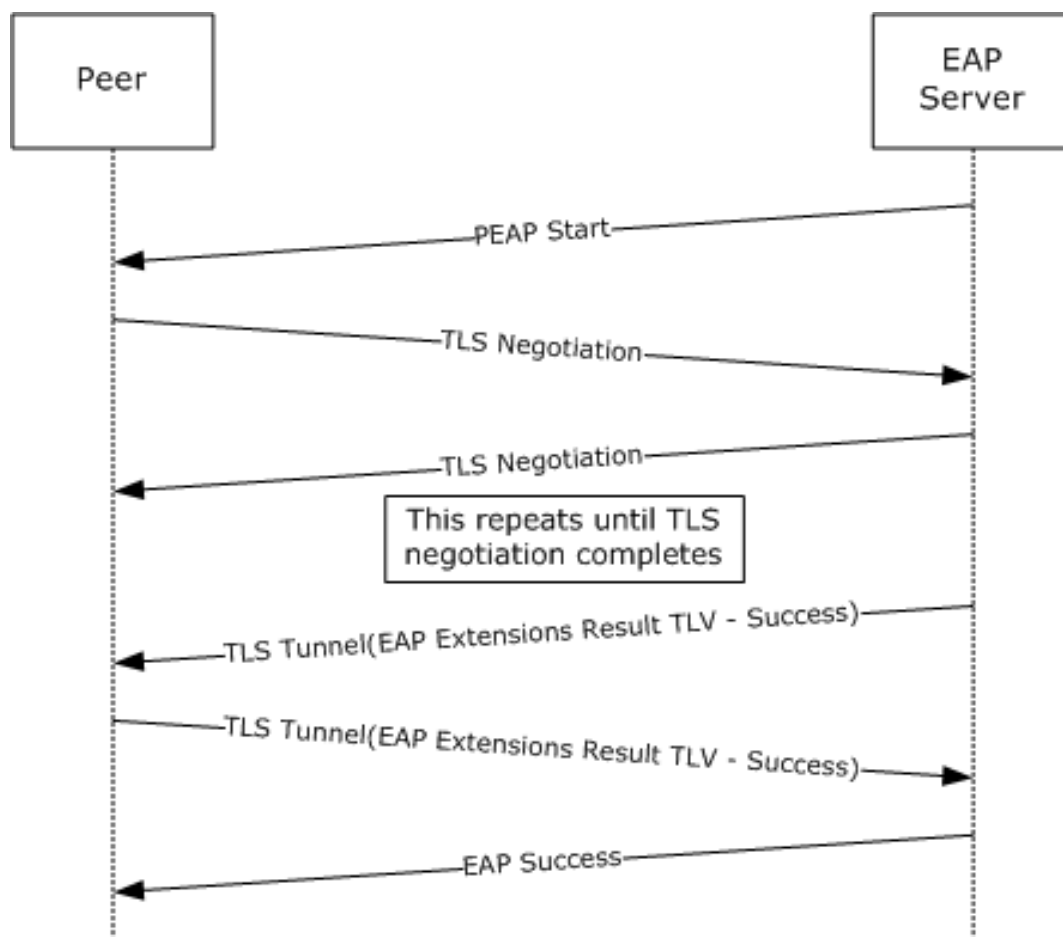 Peer
EAP
Server
PEAP Start
TLS Negotiation
TLS Negotiation
This repeats until TLS
negotiation completes
TLS Tunnel(EAP Extensions Result TLV - Success)
TLS Tunnel(EAP Extensions Result TLV - Success)
EAP Success